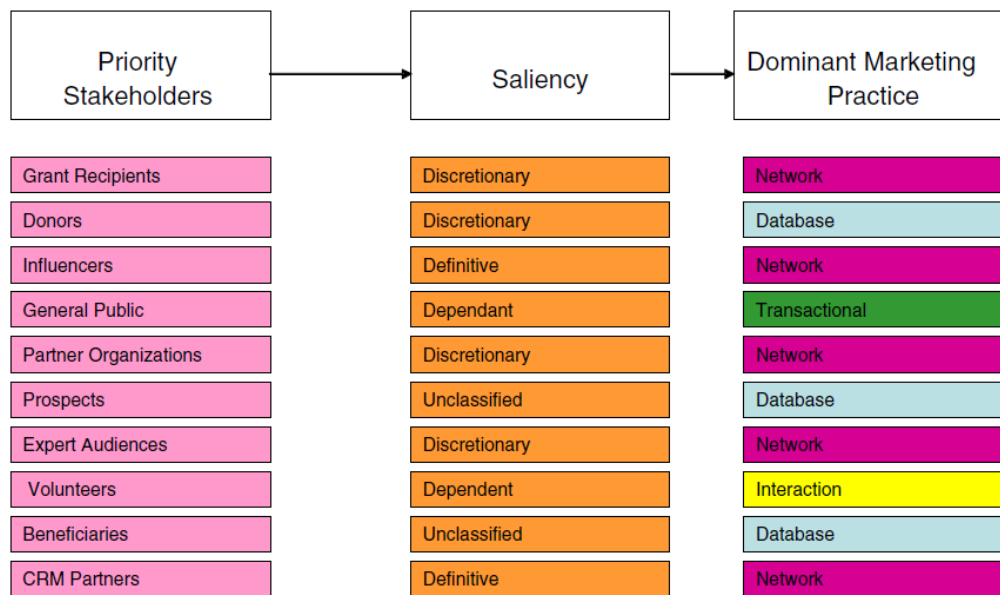 Priority
Stakeholders
Saliency
Dominant Marketing
Practice
Grant Recipients
Discretionary
Network
Donors
Discretionary
Database
Influencers
Definitive
Network
General Public
Dependant
Transactional
Partner Organizations
Discretionary
Network
Prospects
Unclassified
Database
Expert Audiences
Discretionary
Network
Volunteers
Dependent
Interaction
Beneficiaries
Unclassified
Database
CRM Partners
Definitive
Network